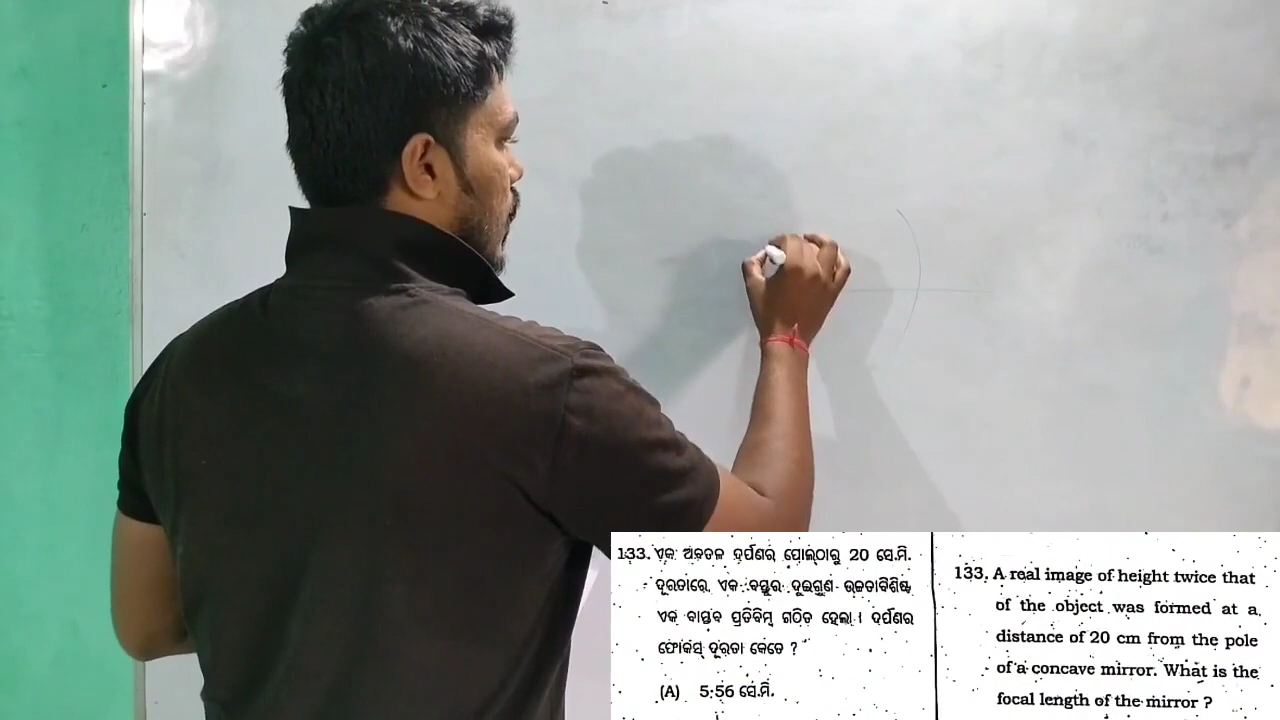 133. ଏକ ଅବତଳ ଦର୍ପଣର ପୋଲ୍‌ଠାରୁ 20 ସେ.ମି.
ଦୂରତାରେ ଏକ ବସ୍ତୁର ଦୁଇଗୁଣ ଉଚ୍ଚତାବିଶିଷ୍ଟ
ଏକ ବାସ୍ତବ ପ୍ରତିବିମ୍ବ ଗଠିତ ହେଲା । ଦର୍ପଣର
ଫୋକସ୍ ଦୂରତା କେତେ ?
(A) 5.56 ସେ.ମି.
133. A real image of height twice that
of the object was formed at a
distance of 20 cm from the pole
of a concave mirror. What is the
focal length of the mirror ?